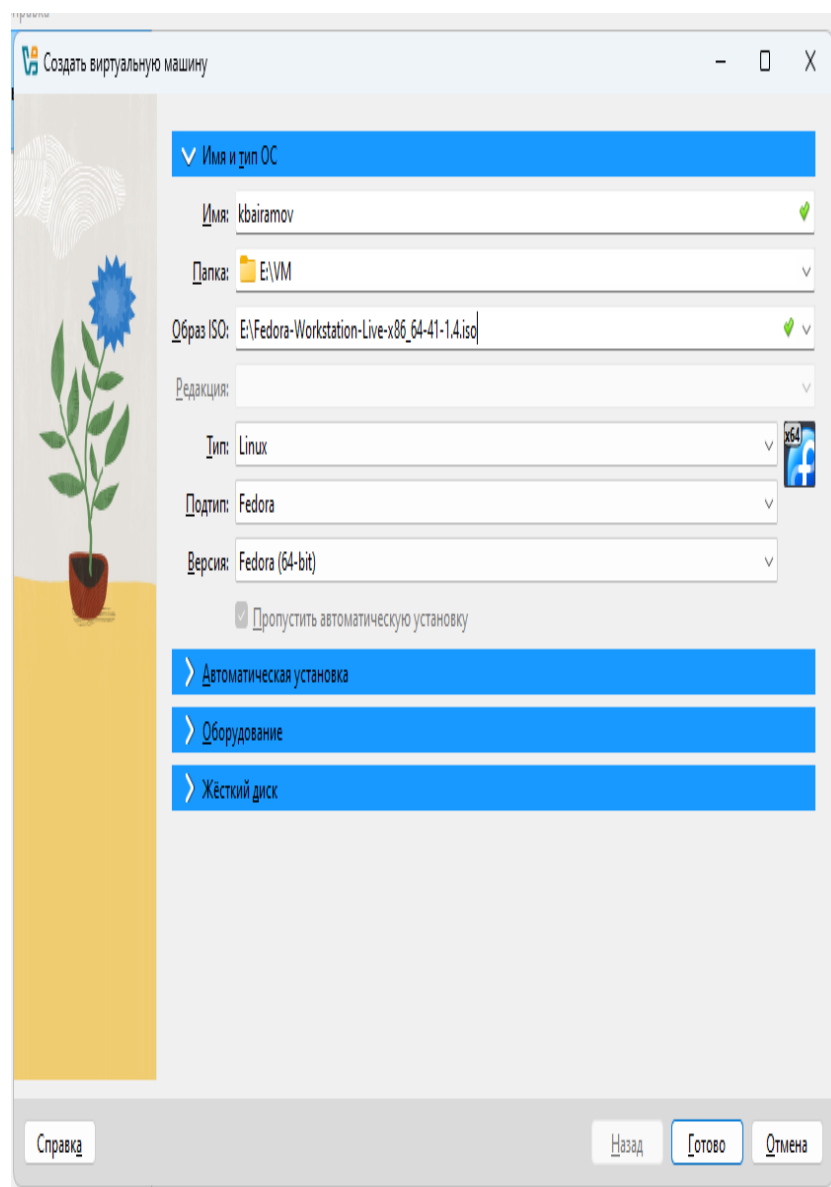 Создать виртуальную машину
Имя и тип ОС
Имя: kbairamov
Папка: E:\VM
Образ ISO: E:\Fedora-Workstation-Live-x86_64-41-1.4.iso
Редакция:
Тип: Linux
x64
Подтип: Fedora
Версия: Fedora (64-bit)
Пропустить автоматическую установку
Автоматическая установка
Оборудование
Жёсткий диск
Справка Назад Готово Отмена